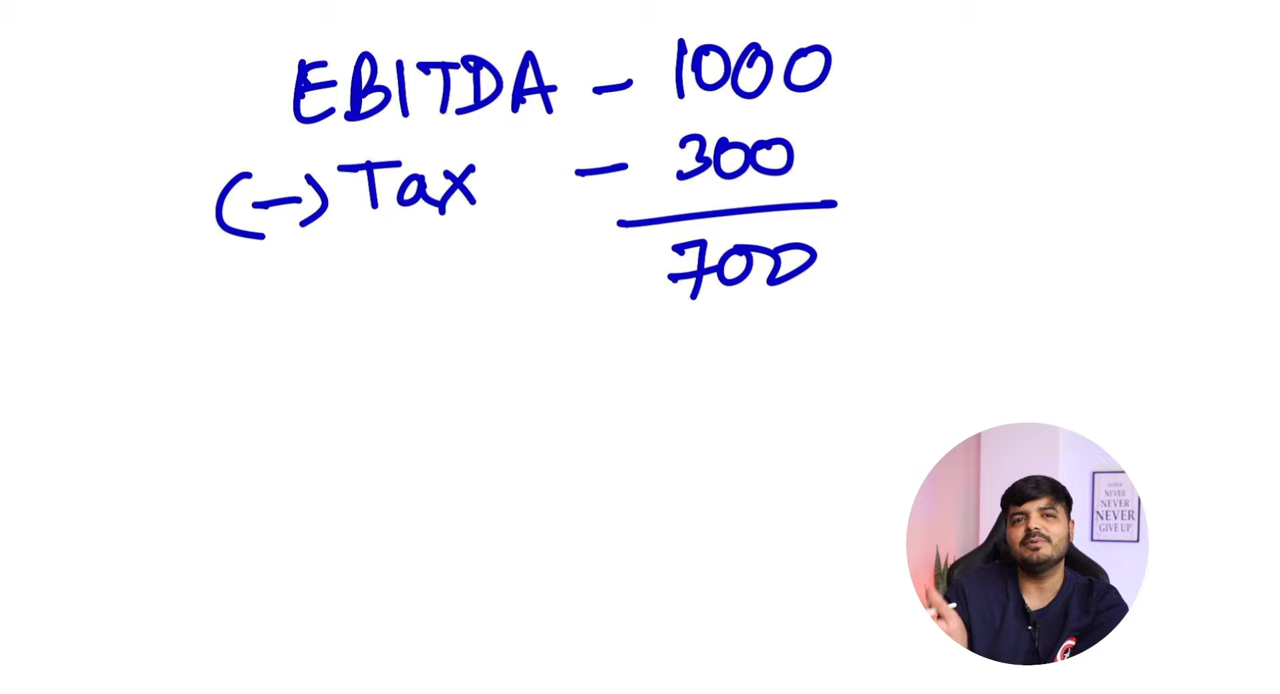 EBITDA - 1000
(-) Tax - 300
700
NEVER
NEVER
NEVER
GIVE UP